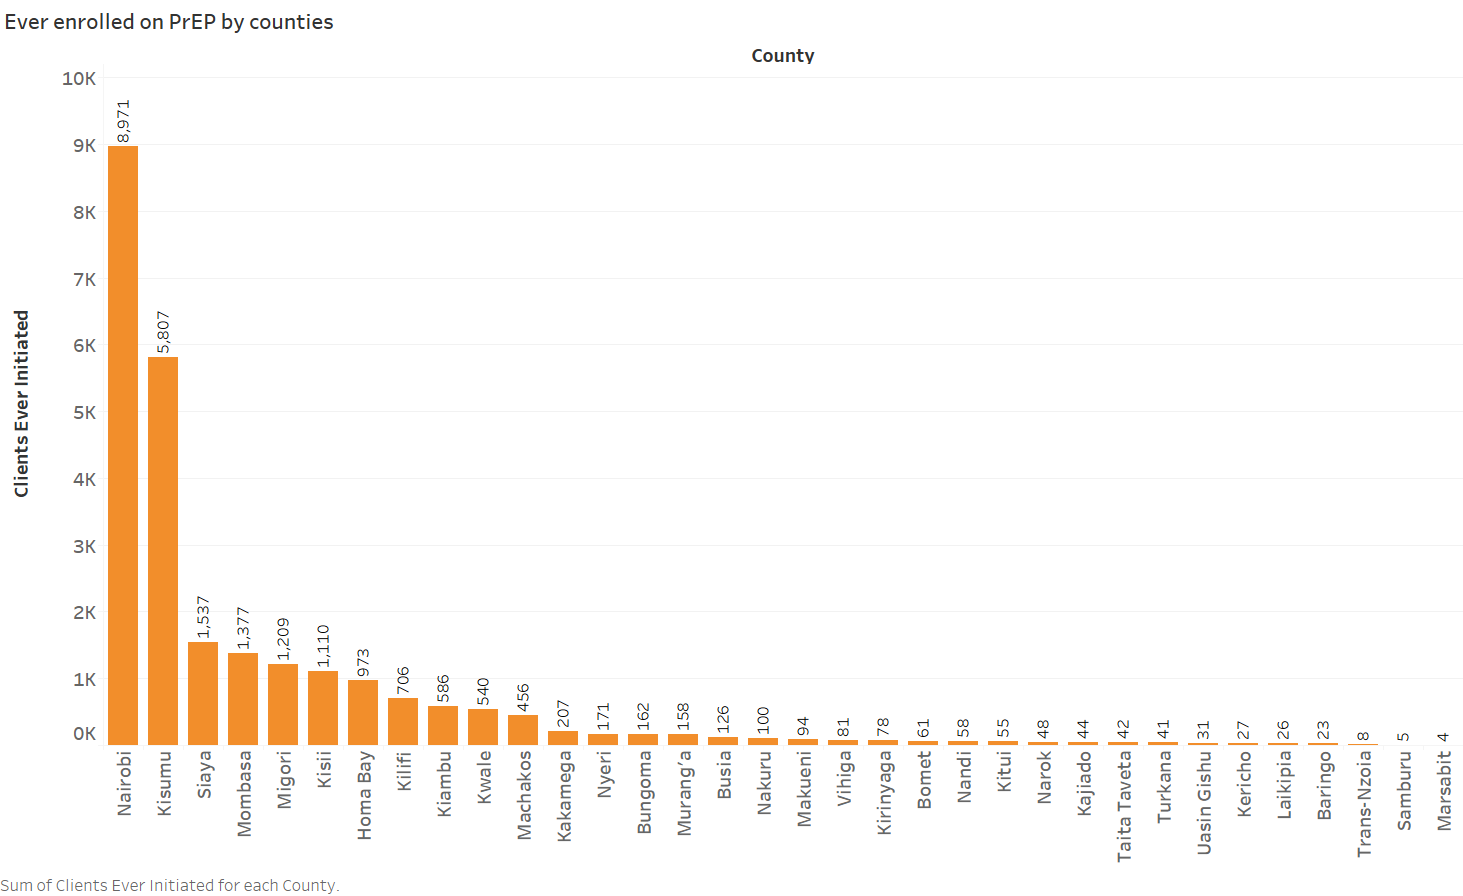 Ever enrolled on PrEP by counties
County
Clients Ever Initiated
10K
9K
8K
7K
6K
5K
4K
3K
2K
1K
0K
8,971
5,807
1,537
1,377
1,209
1,110
973
706
586
540
456
207
171
162
158
126
100
94
81
78
61
58
55
48
44
42
41
31
27
26
23
8
5
4
Nairobi
Kisumu
Siaya
Mombasa
Migori
Kisii
Homa Bay
Kilifi
Kiambu
Kwale
Machakos
Kakamega
Nyeri
Bungoma
Murang’a
Busia
Nakuru
Makueni
Vihiga
Kirinyaga
Bomet
Nandi
Kitui
Narok
Kajiado
Taita Taveta
Turkana
Uasin Gishu
Kericho
Laikipia
Baringo
Trans-Nzoia
Samburu
Marsabit
Sum of Clients Ever Initiated for each County.